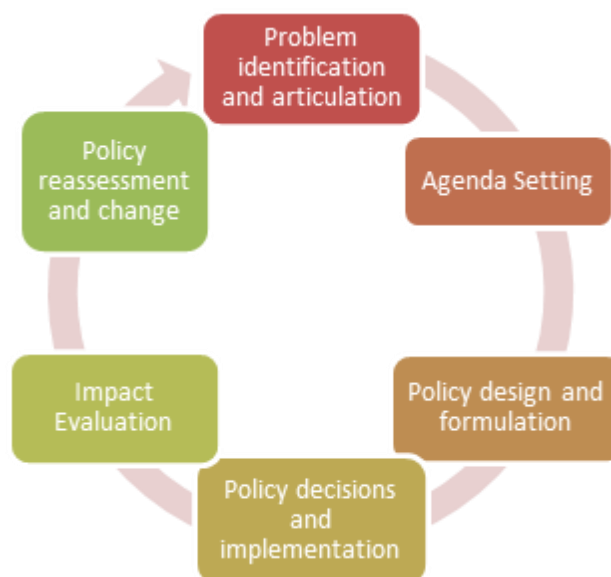 Problem
identification
and articulation
Agenda Setting
Policy design and
formulation
Policy decisions
and
implementation
Impact
Evaluation
Policy
reassessment
and change